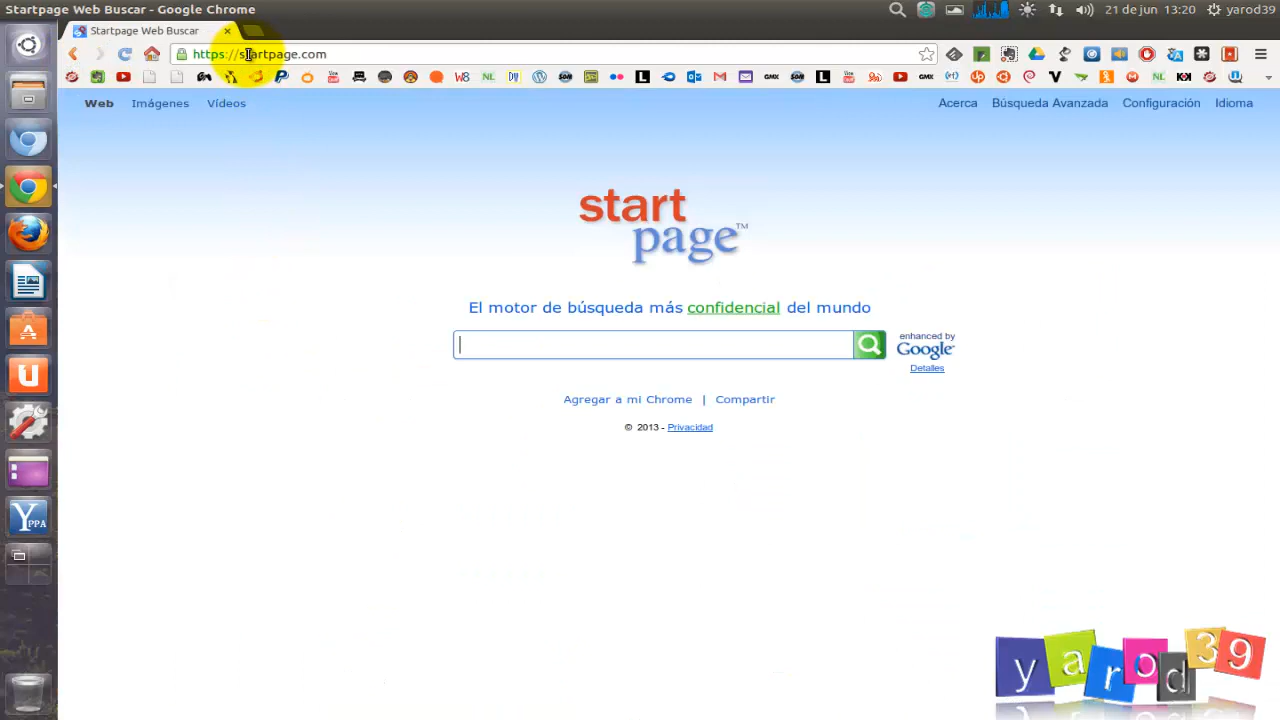 Startpage Web Buscar - Google Chrome
21 de jun 13:20 yarod39
Startpage Web Buscar
https://startpage.com
Web Imágenes Vídeos
Acerca Búsqueda Avanzada Configuración Idioma
start
page™
El motor de búsqueda más confidencial del mundo
enhanced by
Google
Detalles
Agregar a mi Chrome | Compartir
© 2013 - Privacidad
YPPA
yarod39